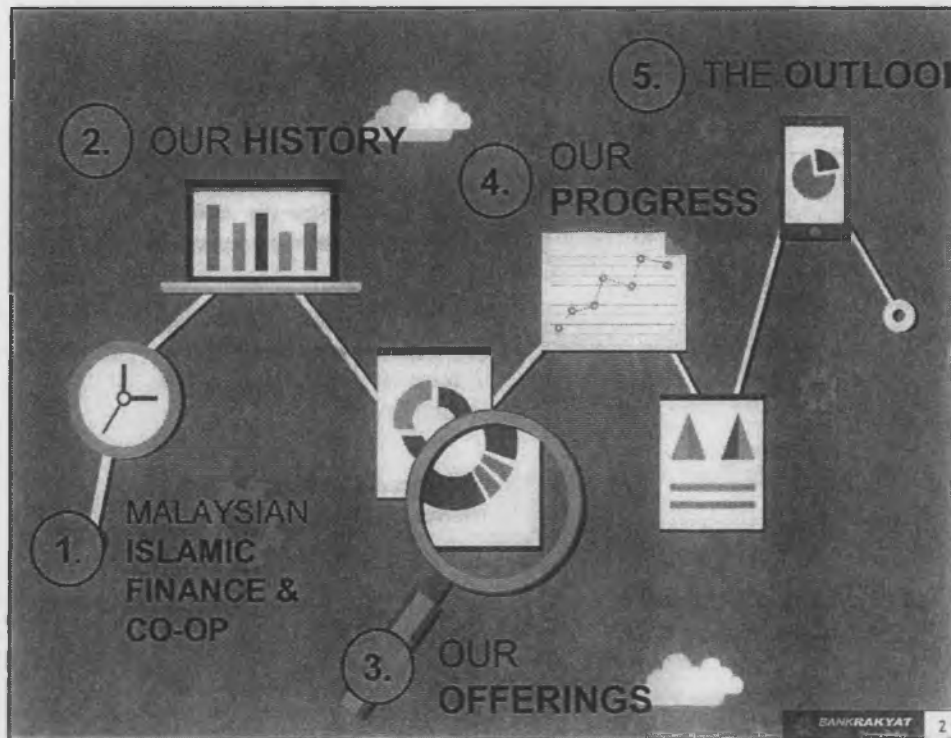 1. MALAYSIAN
ISLAMIC
FINANCE &
CO-OP
2. OUR HISTORY
3. OUR
OFFERINGS
4. OUR
PROGRESS
5. THE OUTLOO
BANKRAKYAT
2